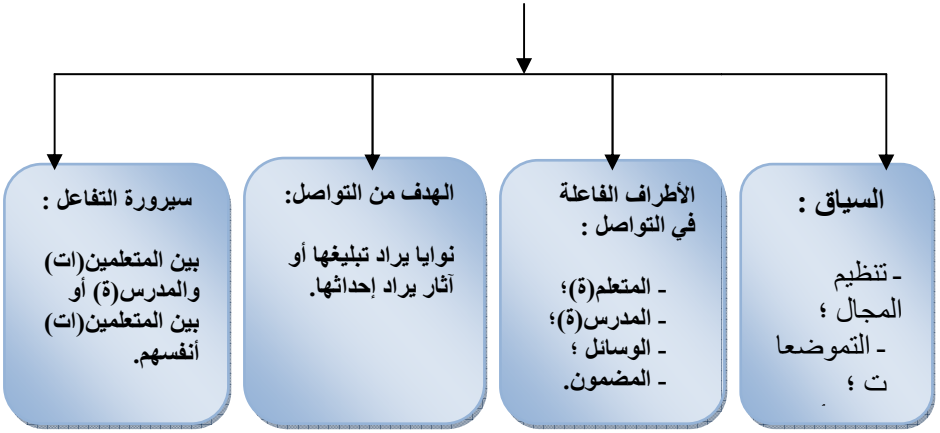 السياق :
- تنظيم
المجال ؛
- التموضعا
ت ؛
الأطراف الفاعلة
في التواصل :
- المتعلم(ة)؛
- المدرس(ة)؛
- الوسائل ؛
- المضمون.
الهدف من التواصل:
نوايا يراد تبليغها أو
آثار يراد إحداثها.
سيرورة التفاعل :
بين المتعلمين(ات)
والمدرس(ة) أو
بين المتعلمين(ات)
أنفسهم.